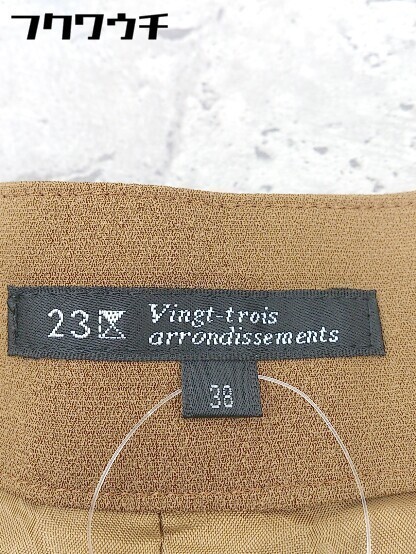 フクワウチ
23区 Vingt-trois
arrondissements
38